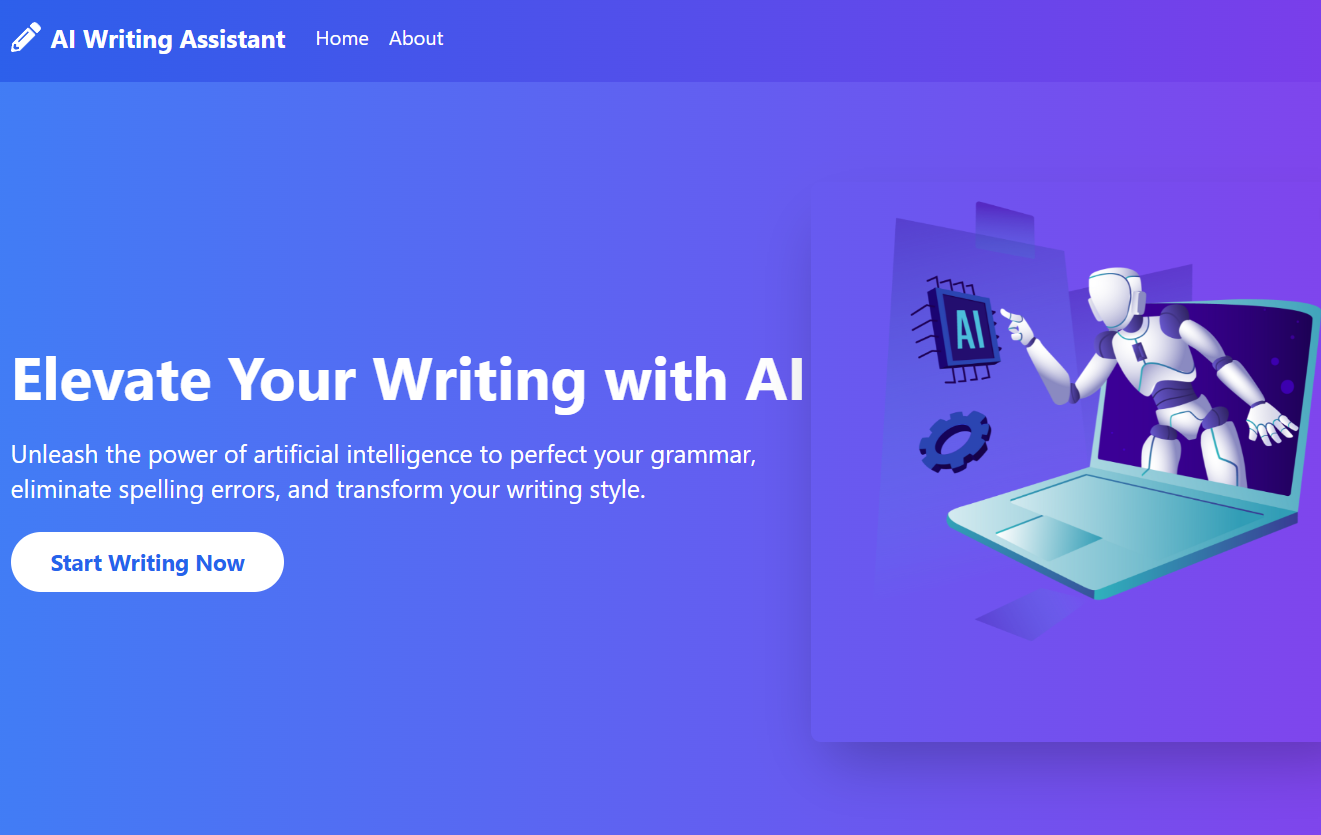 AI Writing Assistant Home About
Elevate Your Writing with AI
AI
Unleash the power of artificial intelligence to perfect your grammar,
eliminate spelling errors, and transform your writing style.
Start Writing Now